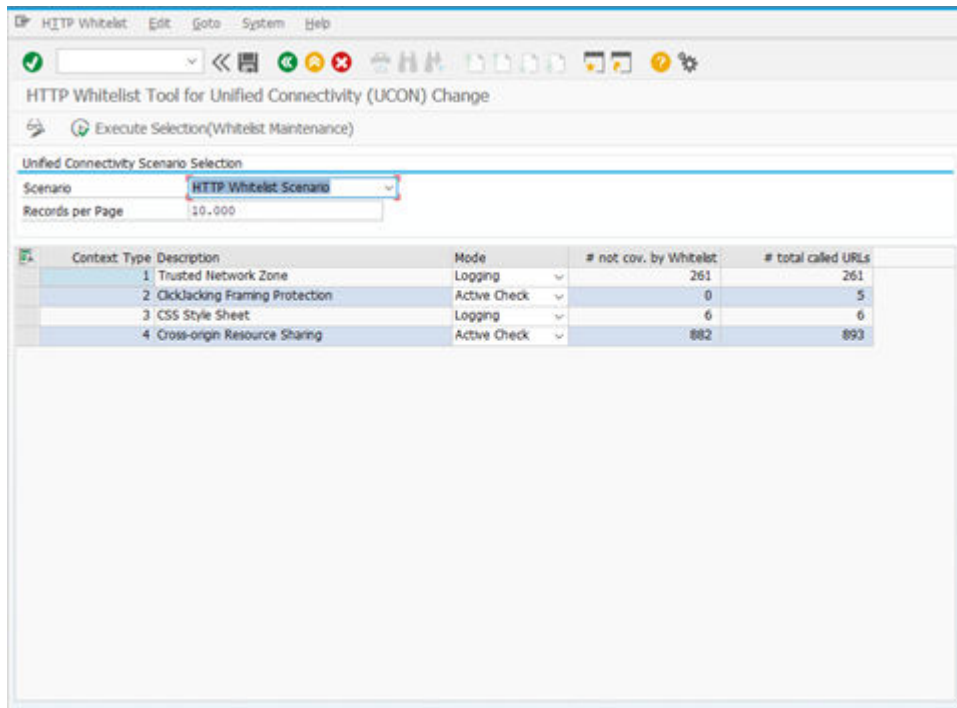 HTTP Whitelist Edit Goto System Help
HTTP Whitelist Tool for Unified Connectivity (UCON) Change
Execute Selection(Whitelist Maintenance)
Unified Connectivity Scenario Selection
Scenario HTTP Whitelist Scenario
Records per Page 10.000
Context Type Description Mode # not cov. by Whitelist # total called URLs
1 Trusted Network Zone Logging 261 261
2 ClickJacking Framing Protection Active Check 0 5
3 CSS Style Sheet Logging 6 6
4 Cross-origin Resource Sharing Active Check 882 893